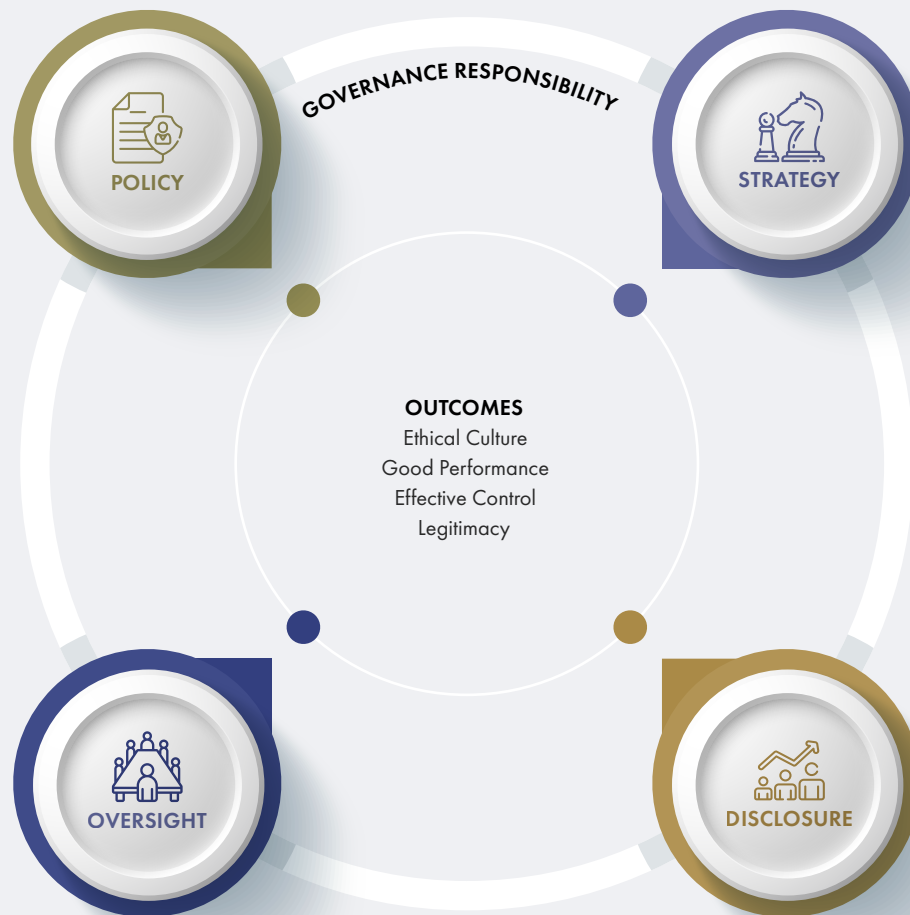 GOVERNANCE RESPONSIBILITY
POLICY
STRATEGY
OUTCOMES
Ethical Culture
Good Performance
Effective Control
Legitimacy
OVERSIGHT
DISCLOSURE